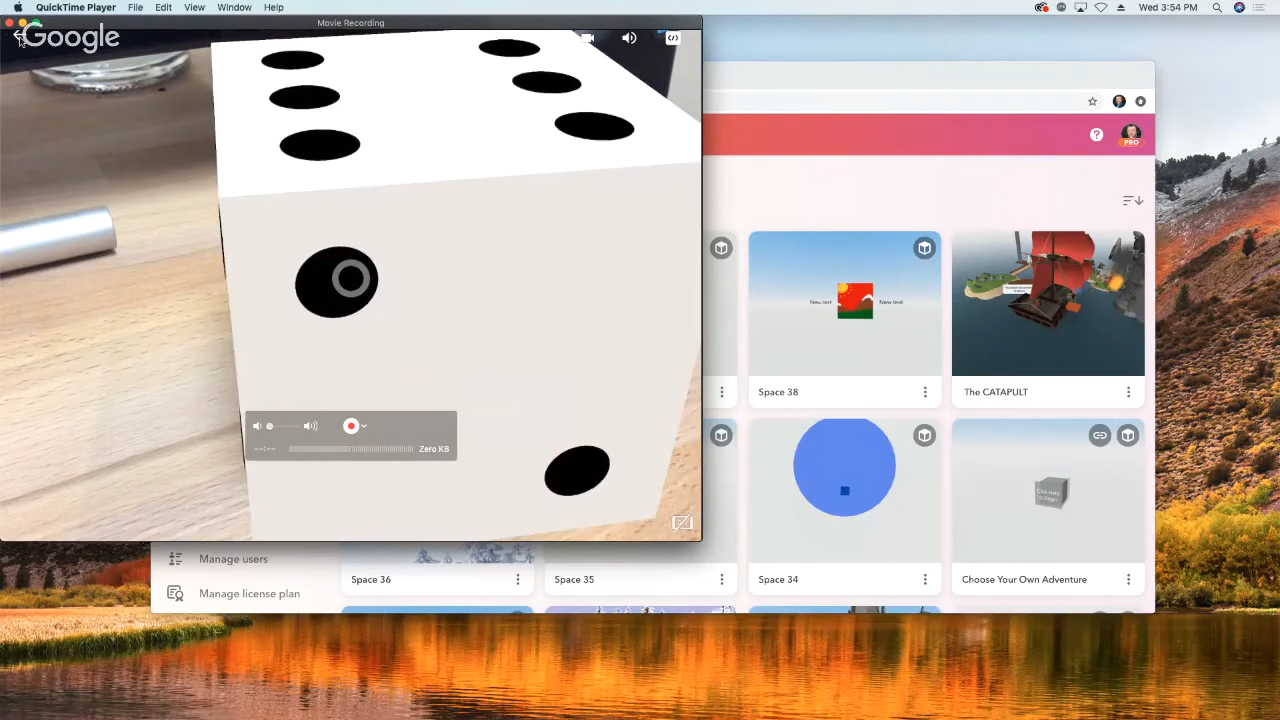 QuickTime Player File Edit View Window Help
Wed 3:54 PM
Movie Recording
Google
PRO
Zero KB
--:--
New text
New text
Space 38
The CATAPULT
Click Here
to Begin
Manage users
Manage license plan
Space 36
Space 35
Space 34
Choose Your Own Adventure